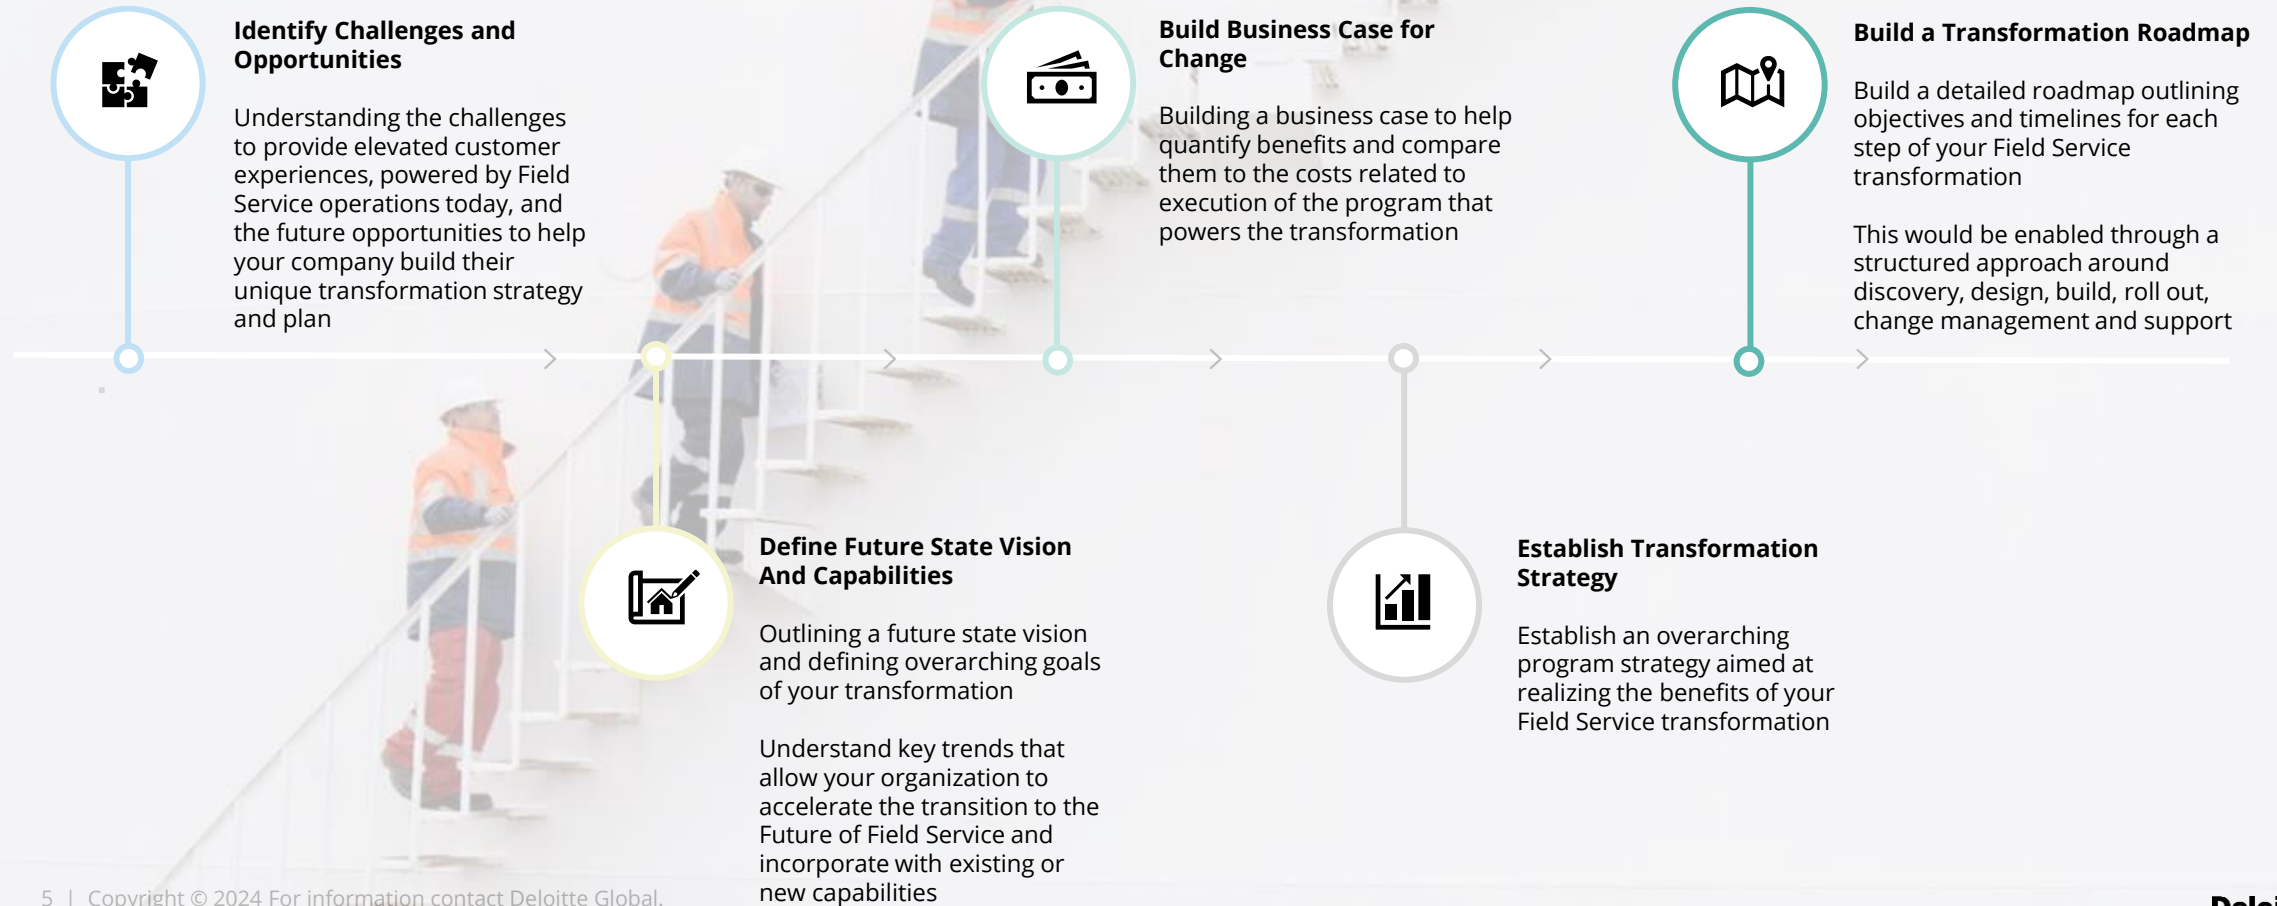 Identify Challenges and
Opportunities
Understanding the challenges
to provide elevated customer
experiences, powered by Field
Service operations today, and
the future opportunities to help
your company build their
unique transformation strategy
and plan
Define Future State Vision
And Capabilities
Outlining a future state vision
and defining overarching goals
of your transformation
Understand key trends that
allow your organization to
accelerate the transition to the
Future of Field Service and
incorporate with existing or
new capabilities
Build Business Case for
Change
Building a business case to help
quantify benefits and compare
them to the costs related to
execution of the program that
powers the transformation
Establish Transformation
Strategy
Establish an overarching
program strategy aimed at
realizing the benefits of your
Field Service transformation
Build a Transformation Roadmap
Build a detailed roadmap outlining
objectives and timelines for each
step of your Field Service
transformation
This would be enabled through a
structured approach around
discovery, design, build, roll out,
change management and support
5 | Copyright © 2024 For information contact Deloitte Global.